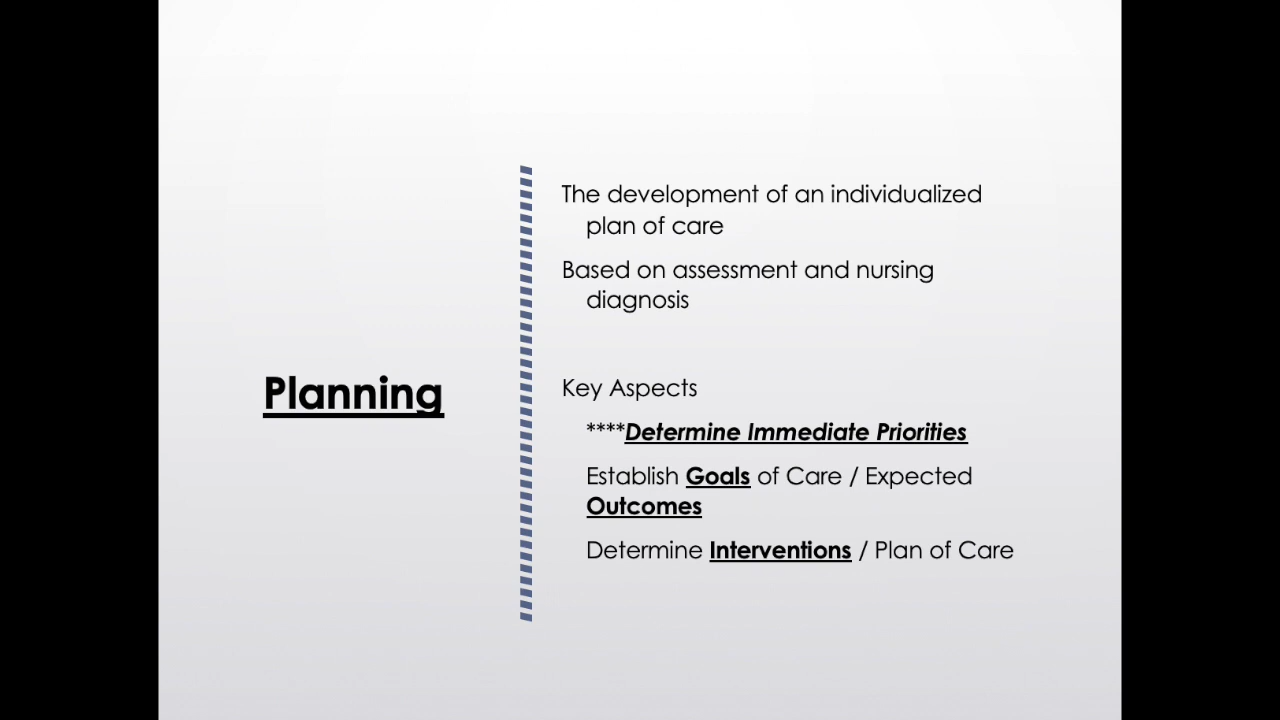 Planning
The development of an individualized
plan of care
Based on assessment and nursing
diagnosis
Key Aspects
****Determine Immediate Priorities
Establish Goals of Care / Expected
Outcomes
Determine Interventions / Plan of Care